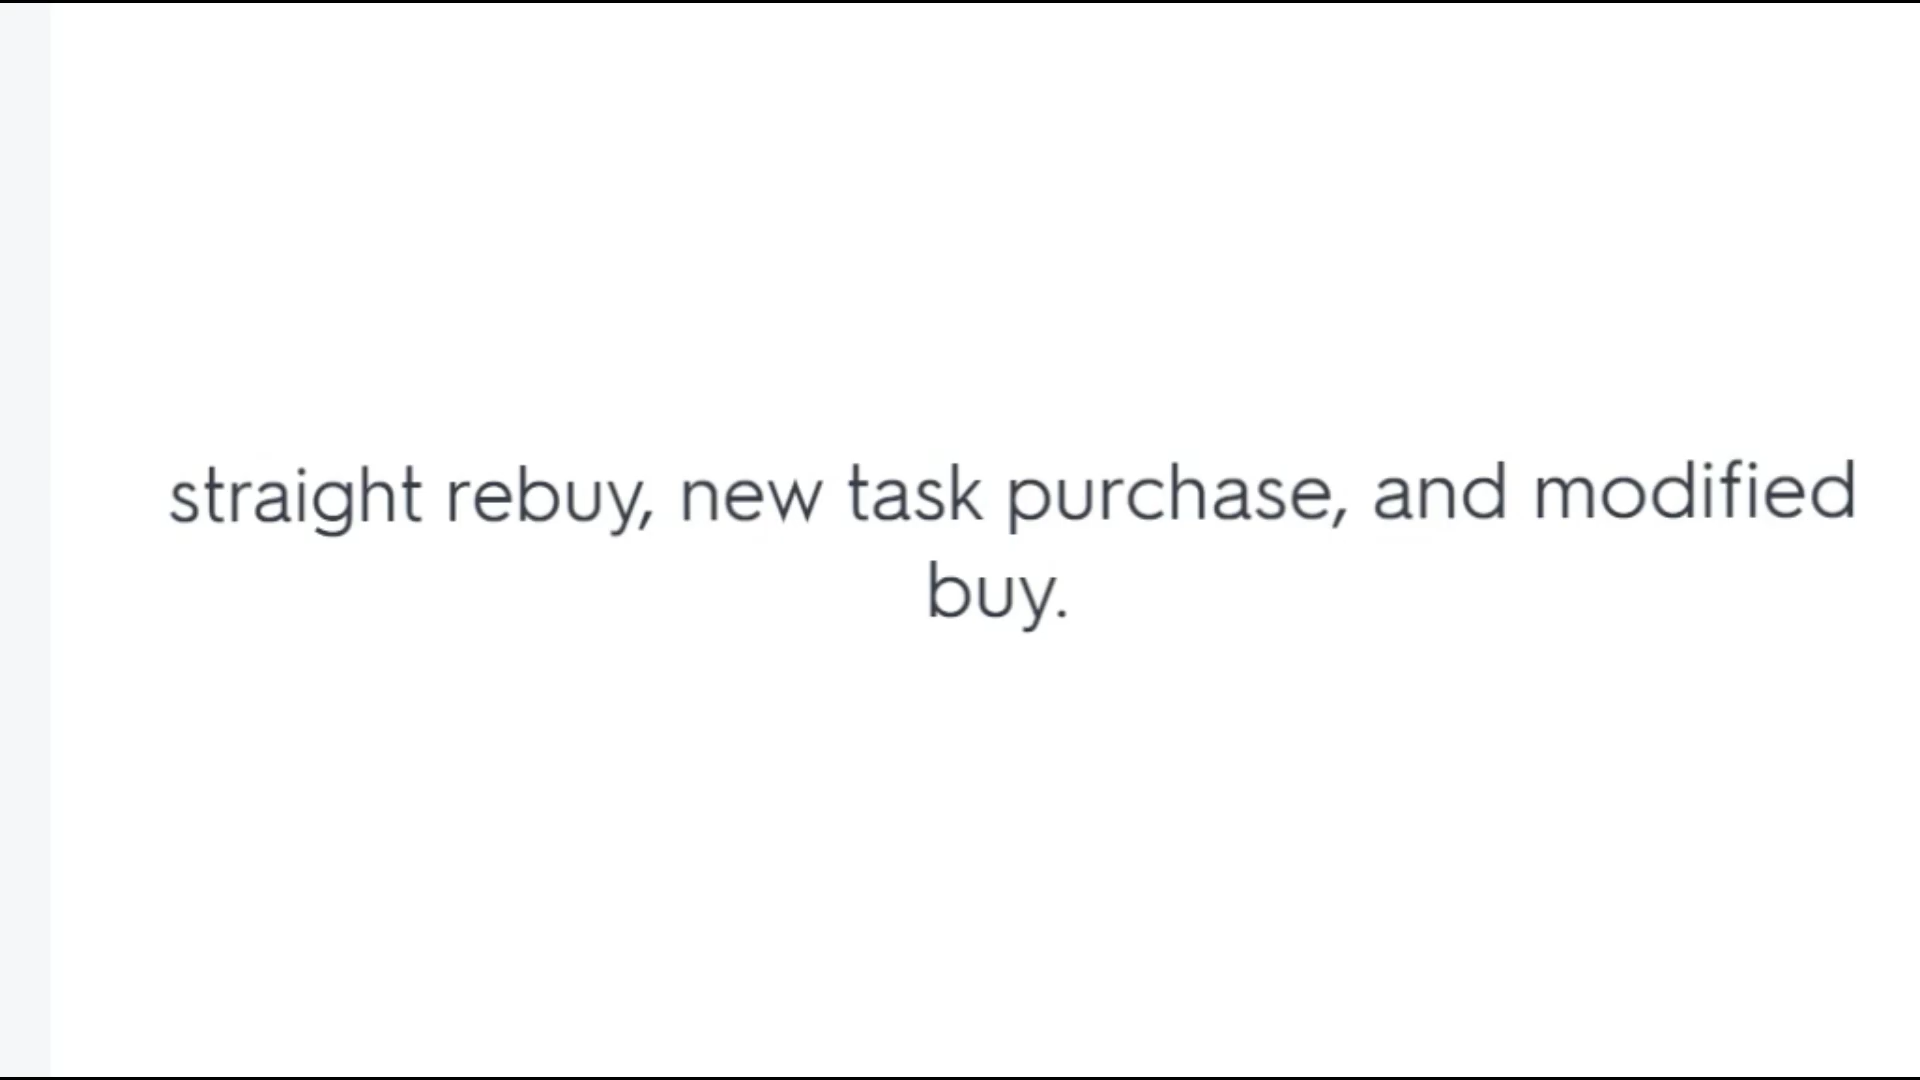 straight rebuy, new task purchase, and modified
buy.